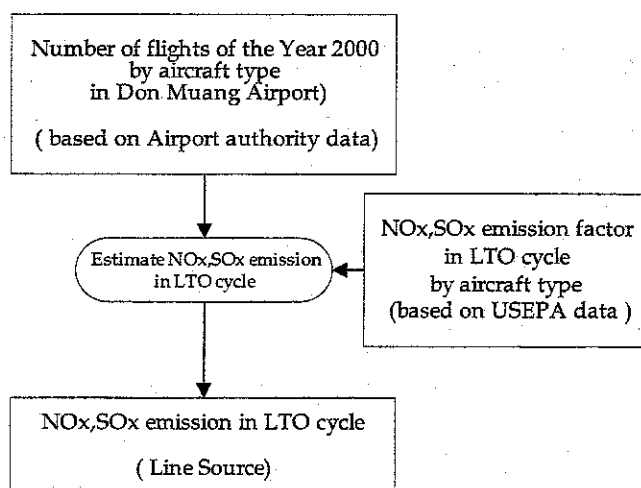 Number of flights of the Year 2000
by aircraft type
in Don Muang Airport)
( based on Airport authority data)
Estimate NOx,SOx emission
in LTO cycle
NOx,SOx emission factor
in LTO cycle
by aircraft type
(based on USEPA data )
NOx,SOx emission in LTO cycle
( Line Source)